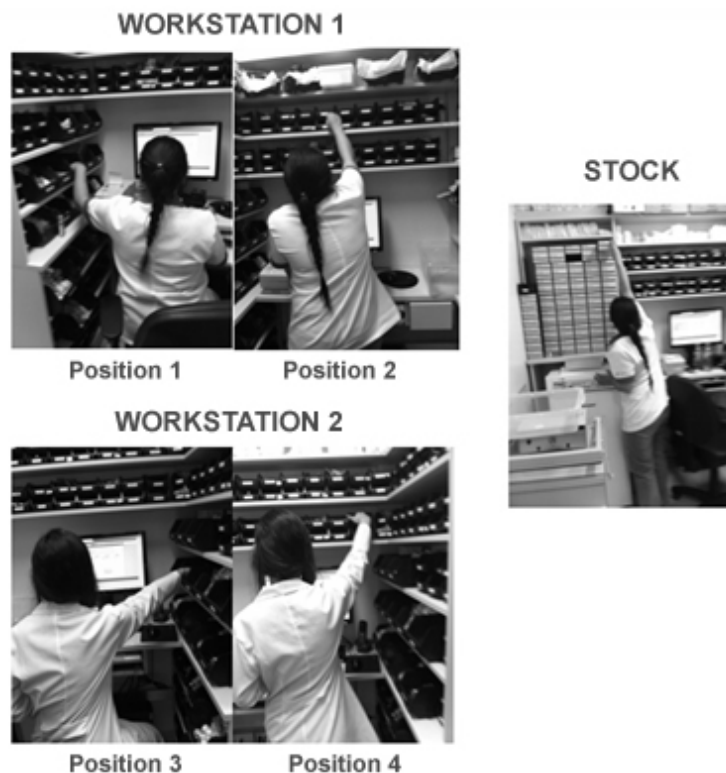 WORKSTATION 1
Position 1
Position 2
STOCK
WORKSTATION 2
Position 3
Position 4